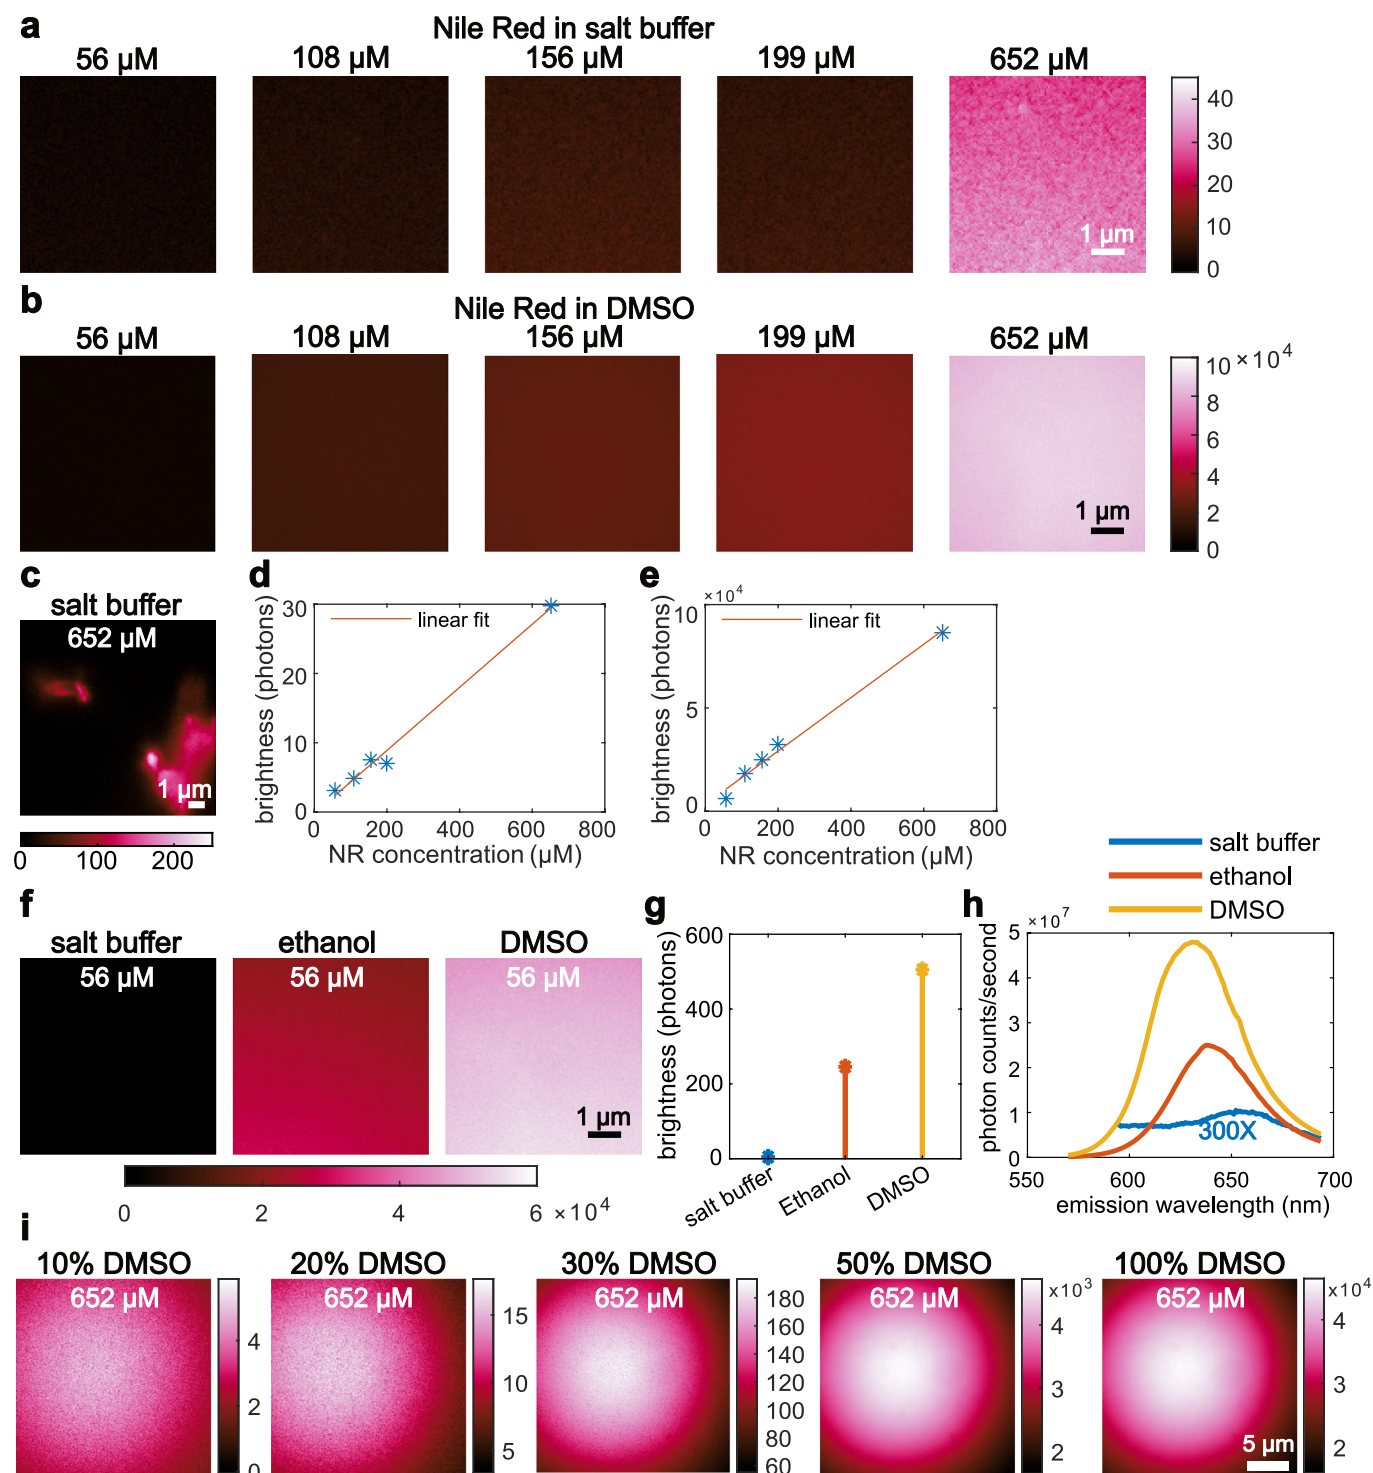 a
Nile Red in salt buffer
56 µM 108 µM 156 µM 199 µM 652 µM
40
30
20
10
0
1 µm
b
Nile Red in DMSO
56 µM 108 µM 156 µM 199 µM 652 µM
10 ×10⁴
8
6
4
2
0
1 µm
c
salt buffer
652 µM
1 µm
0 100 200
d
brightness (photons)
30
20
10
0
linear fit
0 200 400 600 800
NR concentration (µM)
e
×10⁴
brightness (photons)
10
5
0
linear fit
0 200 400 600 800
NR concentration (µM)
f
salt buffer ethanol DMSO
56 µM 56 µM 56 µM
1 µm
0 2 4 6 ×10⁴
g
brightness (photons)
600
400
200
0
salt buffer Ethanol DMSO
salt buffer
ethanol
DMSO
h
×10⁷
photon counts/second
5
4
3
2
1
0
300X
550 600 650 700
emission wavelength (nm)
i
10% DMSO 20% DMSO 30% DMSO 50% DMSO 100% DMSO
652 µM 652 µM 652 µM 652 µM 652 µM
4
2
0
15
10
5
180
160
140
120
100
80
60
×10³
4
3
2
×10⁴
4
3
2
5 µm